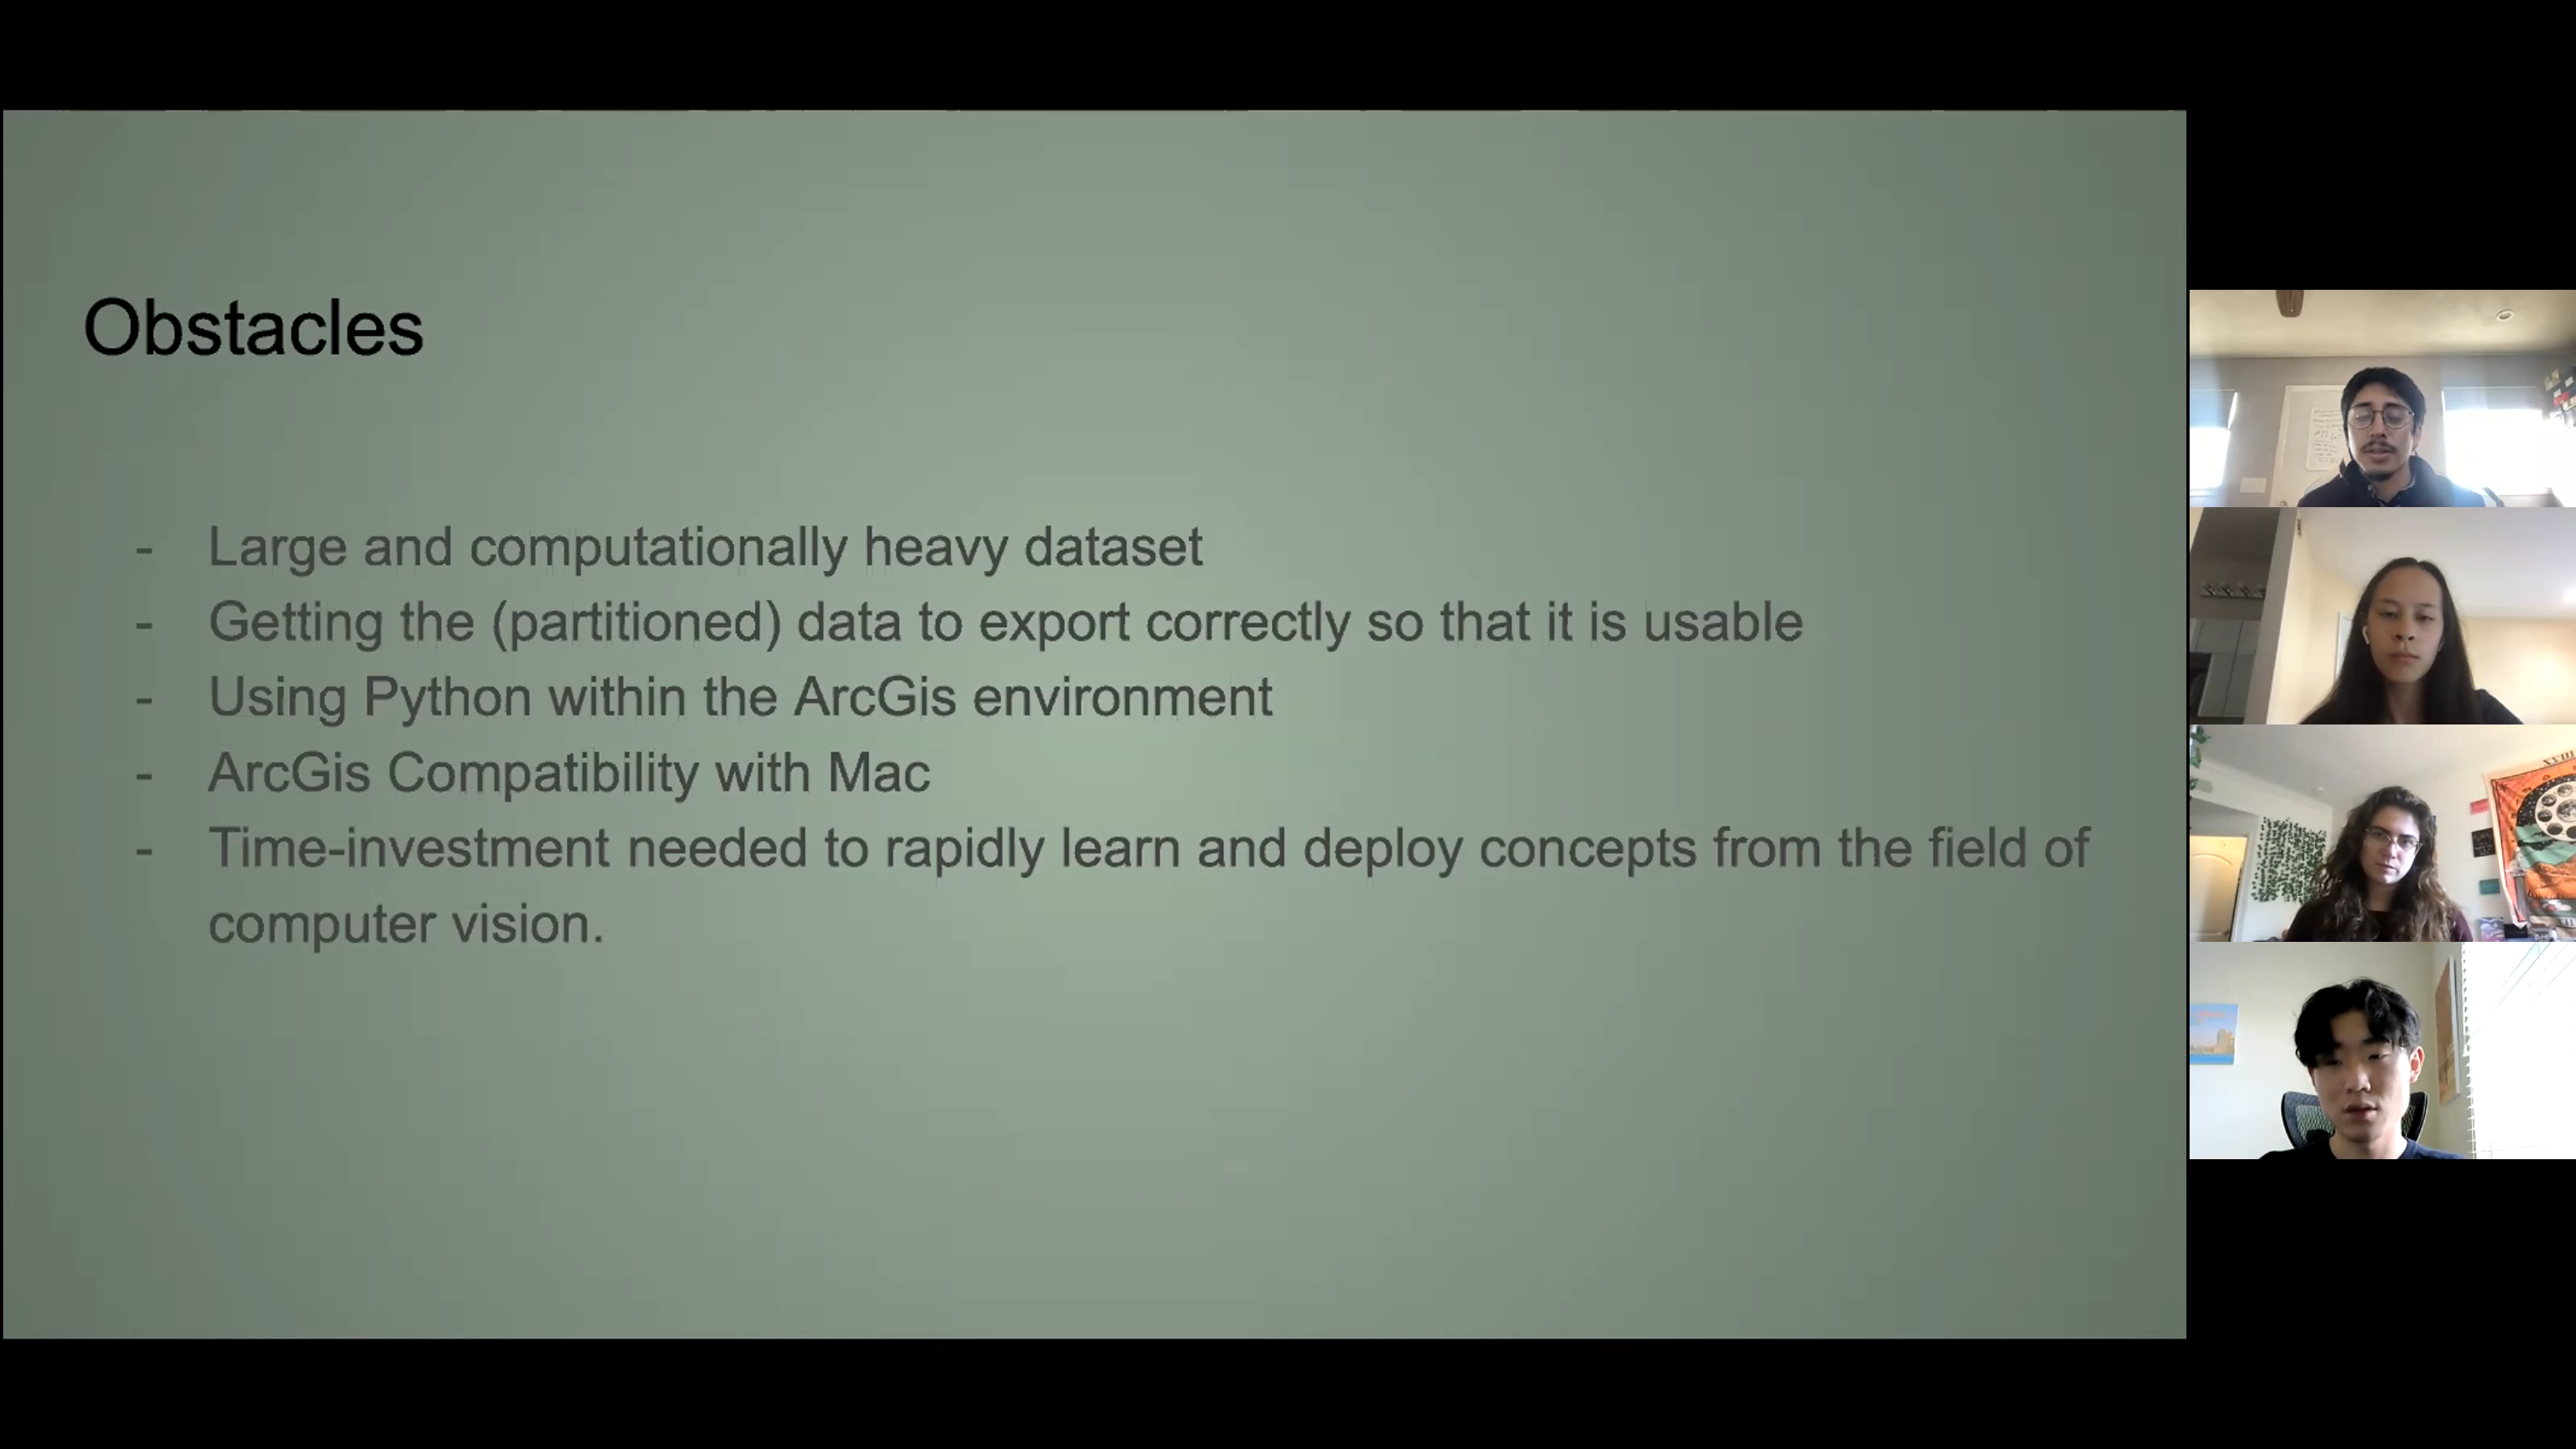 Obstacles
- Large and computationally heavy dataset
- Getting the (partitioned) data to export correctly so that it is usable
- Using Python within the ArcGis environment
- ArcGis Compatibility with Mac
- Time-investment needed to rapidly learn and deploy concepts from the field of
computer vision.